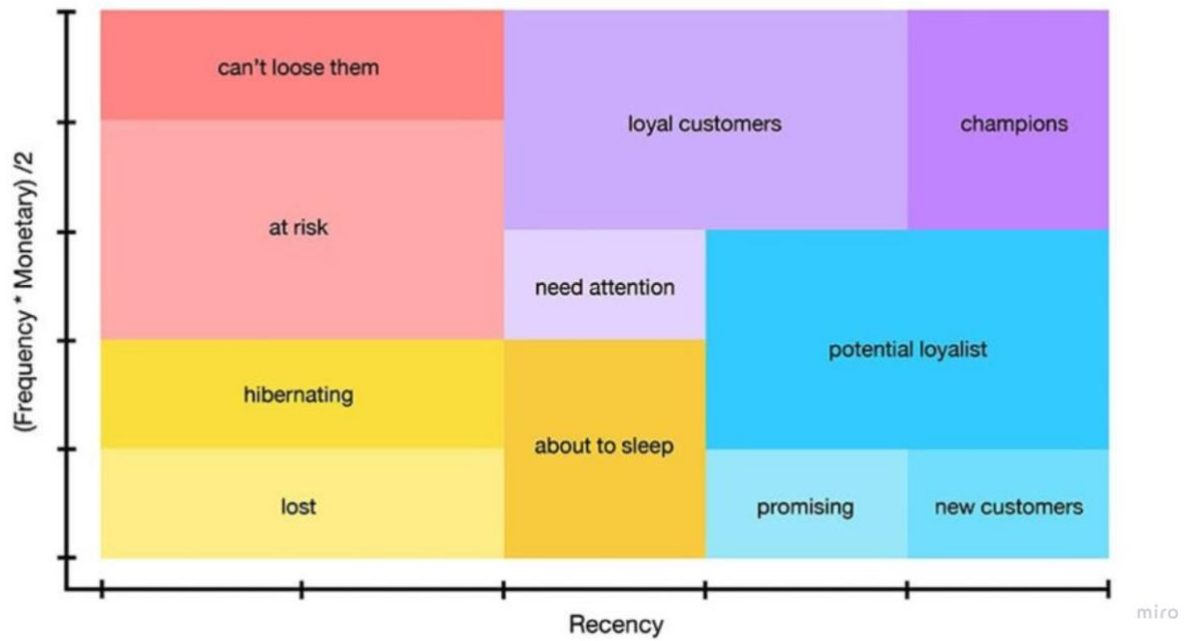 can't loose them
loyal customers
champions
at risk
need attention
potential loyalist
hibernating
about to sleep
lost
promising
new customers
(Frequency * Monetary) /2
Recency
miro